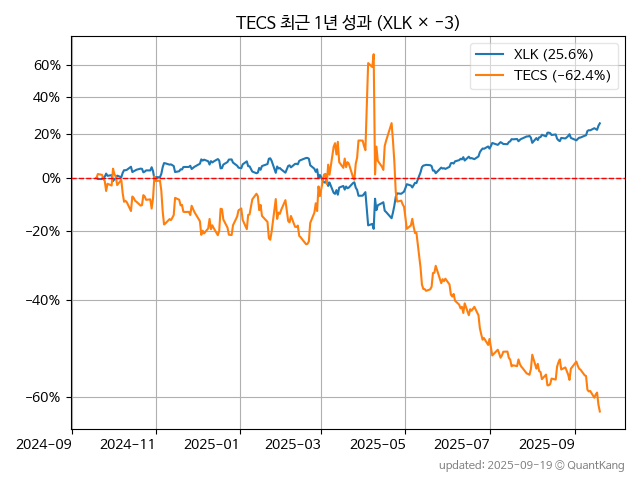 TECS 최근 1년 성과 (XLK × −3)
XLK (25.6%)
TECS (−62.4%)
60%
40%
20%
0%
−20%
−40%
−60%
2024-09 2024-11 2025-01 2025-03 2025-05 2025-07 2025-09
updated: 2025-09-19 © QuantKang